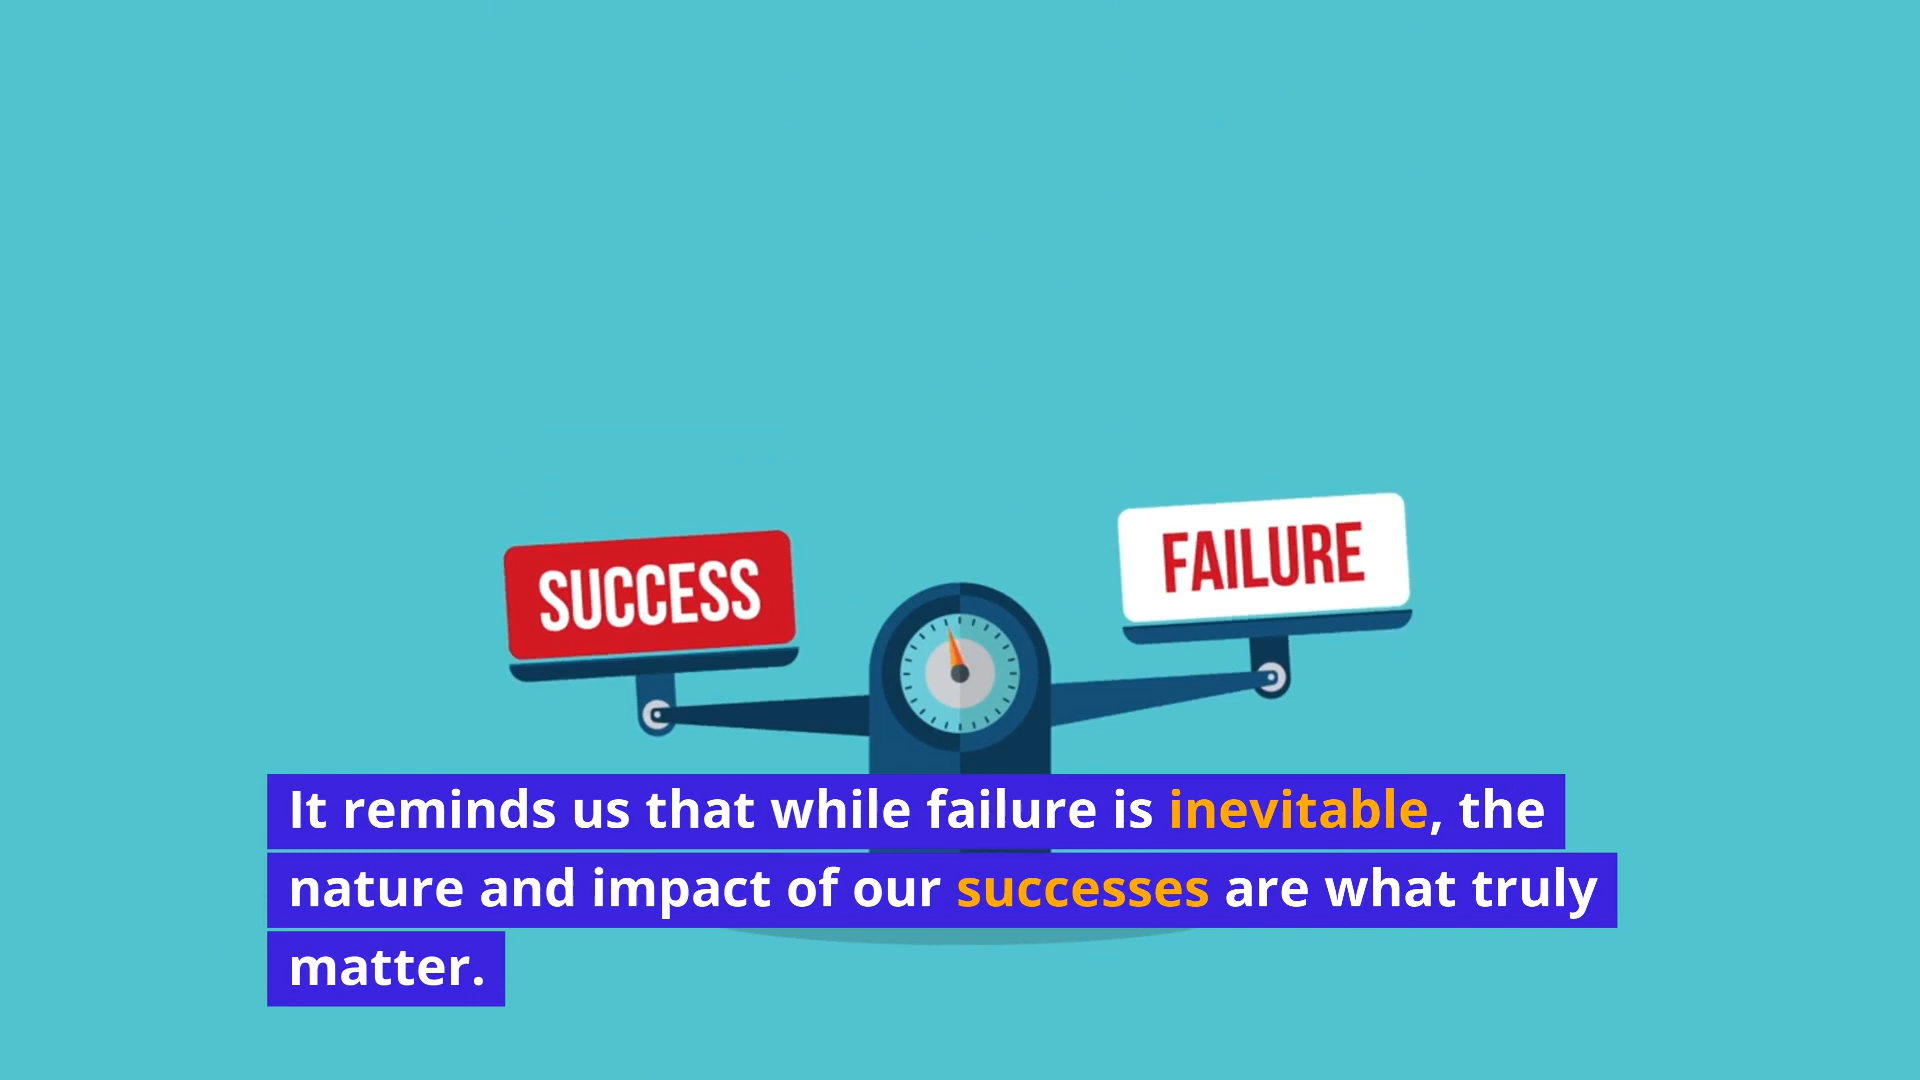 SUCCESS
FAILURE
It reminds us that while failure is inevitable, the
nature and impact of our successes are what truly
matter.